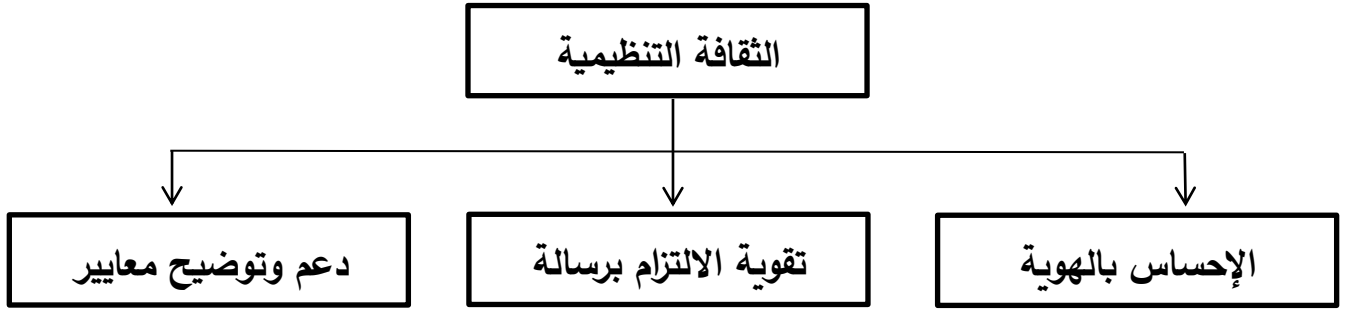 الثقافة التنظيمية
الإحساس بالهوية
تقوية الالتزام برسالة
دعم وتوضيح معايير